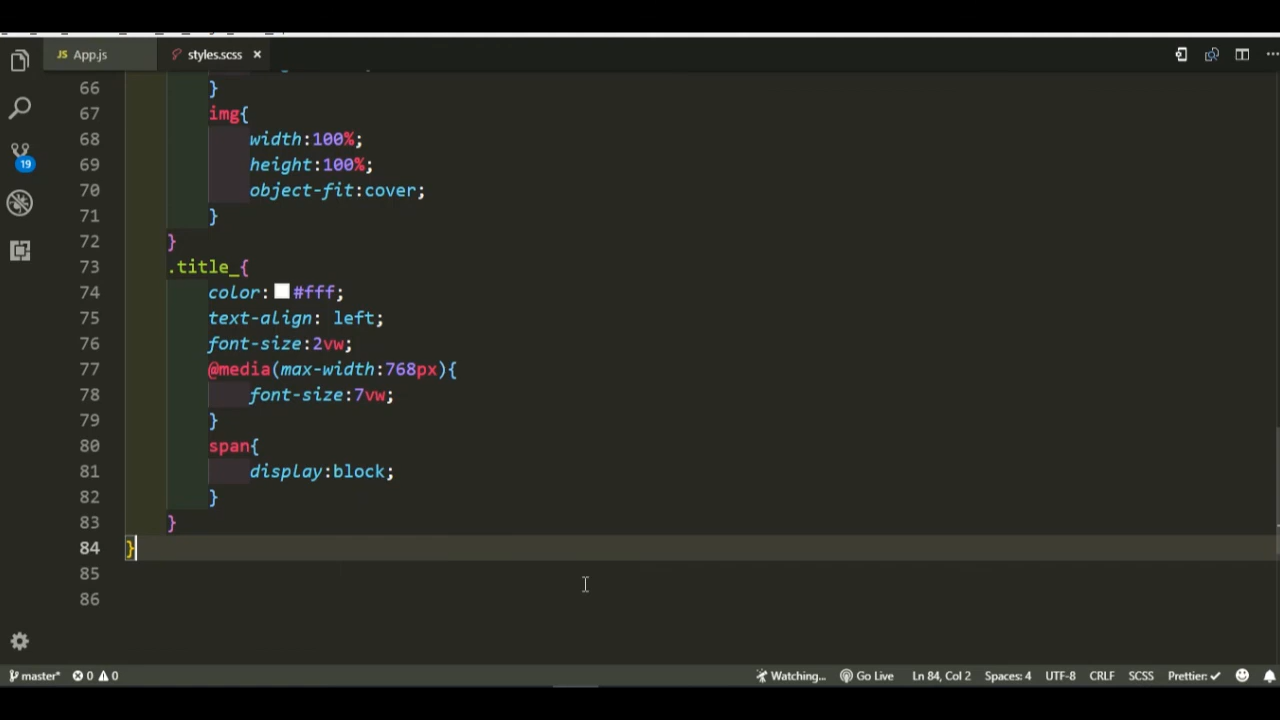 JS App.js styles.scss ×
66 }
67 img{
68 width:100%;
69 height:100%;
70 object-fit:cover;
71 }
72 }
73 .title_{
74 color: #fff;
75 text-align: left;
76 font-size:2vw;
77 @media(max-width:768px){
78 font-size:7vw;
79 }
80 span{
81 display:block;
82 }
83 }
84 }
85
86
19
master* 0 0 Watching... Go Live Ln 84, Col 2 Spaces: 4 UTF-8 CRLF SCSS Prettier: ✓